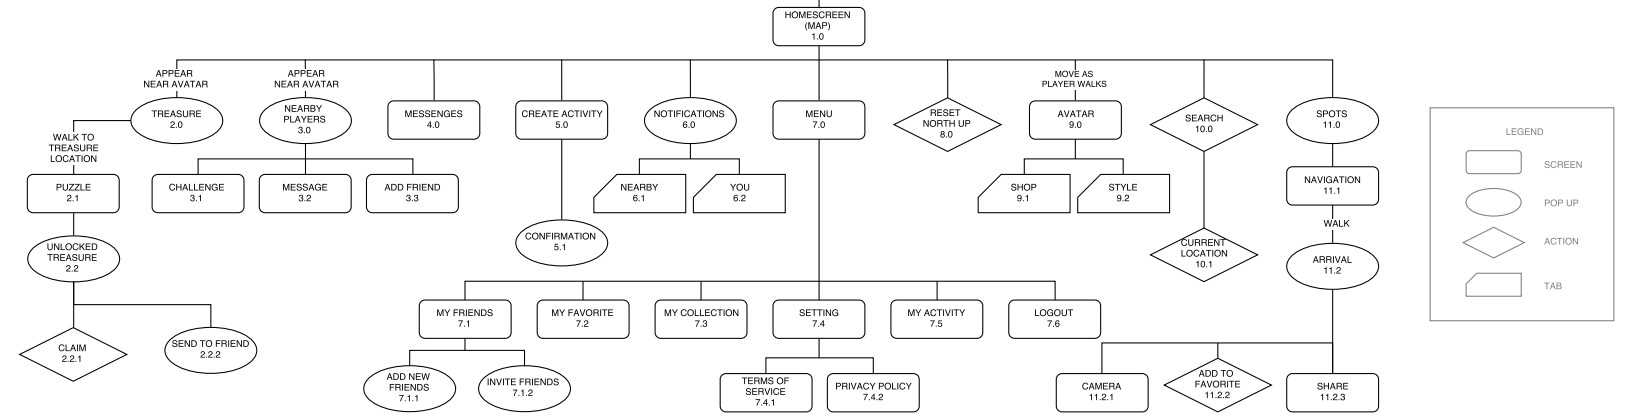 HOMESCREEN
(MAP)
1.0
APPEAR
NEAR AVATAR
APPEAR
NEAR AVATAR
MOVE AS
PLAYER WALKS
TREASURE
2.0
NEARBY
PLAYERS
3.0
MESSENGES
4.0
CREATE ACTIVITY
5.0
NOTIFICATIONS
6.0
MENU
7.0
RESET
NORTH UP
8.0
AVATAR
9.0
SEARCH
10.0
SPOTS
11.0
WALK TO
TREASURE
LOCATION
PUZZLE
2.1
CHALLENGE
3.1
MESSAGE
3.2
ADD FRIEND
3.3
NEARBY
6.1
YOU
6.2
SHOP
9.1
STYLE
9.2
NAVIGATION
11.1
WALK
UNLOCKED
TREASURE
2.2
CONFIRMATION
5.1
CURRENT
LOCATION
10.1
ARRIVAL
11.2
MY FRIENDS
7.1
MY FAVORITE
7.2
MY COLLECTION
7.3
SETTING
7.4
MY ACTIVITY
7.5
LOGOUT
7.6
CLAIM
2.2.1
SEND TO FRIEND
2.2.2
ADD NEW
FRIENDS
7.1.1
INVITE FRIENDS
7.1.2
TERMS OF
SERVICE
7.4.1
PRIVACY POLICY
7.4.2
CAMERA
11.2.1
ADD TO
FAVORITE
11.2.2
SHARE
11.2.3
LEGEND
SCREEN
POP UP
ACTION
TAB